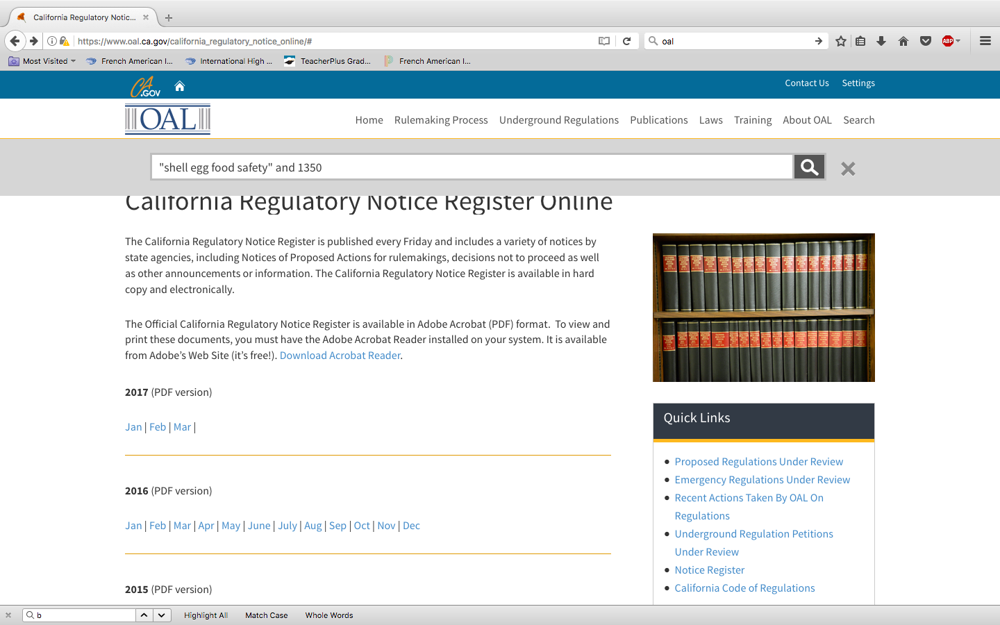 California Regulatory Notic...
https://www.oal.ca.gov/california_regulatory_notice_online/#
oal
ABP
Most Visited
French American I...
International High ...
TeacherPlus Grad...
French American I...
CA.GOV
Contact Us
Settings
OAL
Home
Rulemaking Process
Underground Regulations
Publications
Laws
Training
About OAL
Search
"shell egg food safety" and 1350
California Regulatory Notice Register Online
The California Regulatory Notice Register is published every Friday and includes a variety of notices by
state agencies, including Notices of Proposed Actions for rulemakings, decisions not to proceed as well
as other announcements or information. The California Regulatory Notice Register is available in hard
copy and electronically.
The Official California Regulatory Notice Register is available in Adobe Acrobat (PDF) format.  To view and
print these documents, you must have the Adobe Acrobat Reader installed on your system. It is available
from Adobe’s Web Site (it’s free!). Download Acrobat Reader.
2017 (PDF version)
Jan | Feb | Mar |
2016 (PDF version)
Jan | Feb | Mar | Apr | May | June | July | Aug | Sep | Oct | Nov | Dec
2015 (PDF version)
Quick Links
Proposed Regulations Under Review
Emergency Regulations Under Review
Recent Actions Taken By OAL On
Regulations
Underground Regulation Petitions
Under Review
Notice Register
California Code of Regulations
b
Highlight All
Match Case
Whole Words